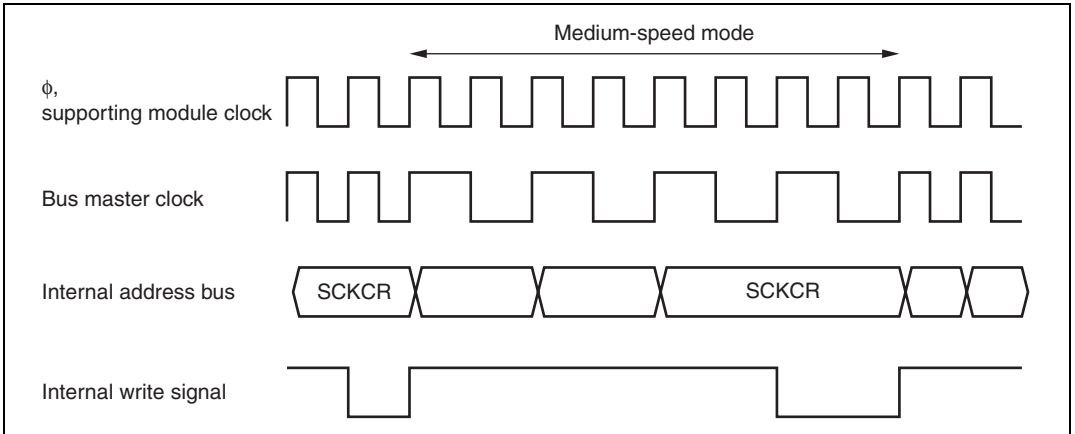 Medium-speed mode
ϕ,
supporting module clock
Bus master clock
Internal address bus
SCKCR
SCKCR
Internal write signal